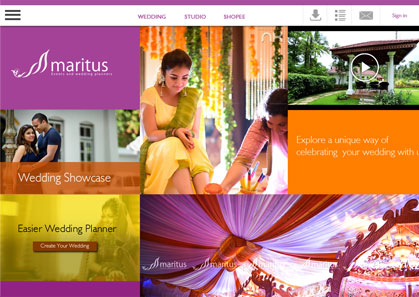 WEDDING STUDIO SHOPEE
Sign in
maritus
Events and wedding planners
Explore a unique way of
celebrating your wedding with
Wedding Showcase
Easier Wedding Planner
Create Your Wedding
maritus maritus